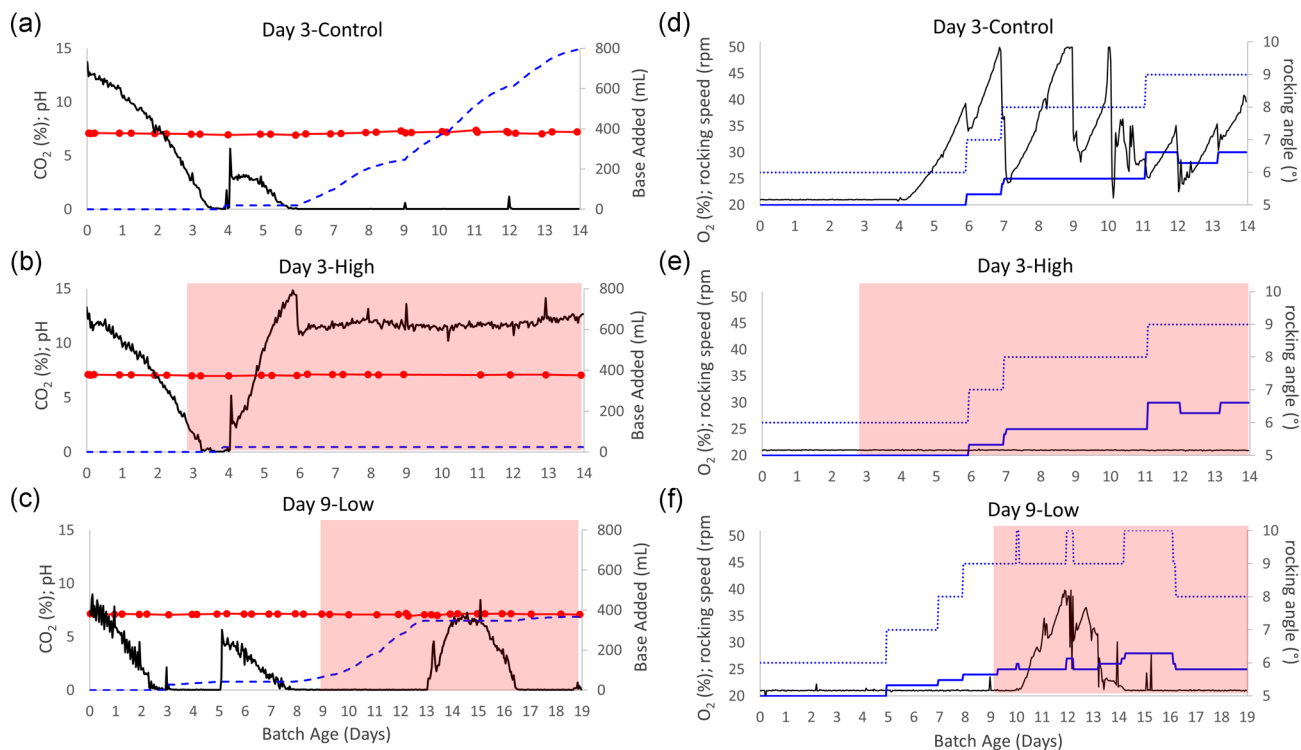 (a)
Day 3-Control
15
10
5
0
CO₂ (%); pH
800
600
400
200
0
Base Added (mL)
0 1 2 3 4 5 6 7 8 9 10 11 12 13 14
(d)
Day 3-Control
50
45
40
35
30
25
20
O₂ (%); rocking speed (rpm
10
9
8
7
6
5
rocking angle (°)
0 1 2 3 4 5 6 7 8 9 10 11 12 13 14
(b)
Day 3-High
15
10
5
0
CO₂ (%); pH
800
600
400
200
0
Base Added (mL)
0 1 2 3 4 5 6 7 8 9 10 11 12 13 14
(e)
Day 3-High
50
45
40
35
30
25
20
O₂ (%); rocking speed (rpm
10
9
8
7
6
5
rocking angle (°)
0 1 2 3 4 5 6 7 8 9 10 11 12 13 14
(c)
Day 9-Low
15
10
5
0
CO₂ (%); pH
800
600
400
200
0
Base Added (mL)
0 1 2 3 4 5 6 7 8 9 10 11 12 13 14 15 16 17 18 19
Batch Age (Days)
(f)
Day 9-Low
50
45
40
35
30
25
20
O₂ (%); rocking speed (rpm
10
9
8
7
6
5
rocking angle (°)
0 1 2 3 4 5 6 7 8 9 10 11 12 13 14 15 16 17 18 19
Batch Age (Days)